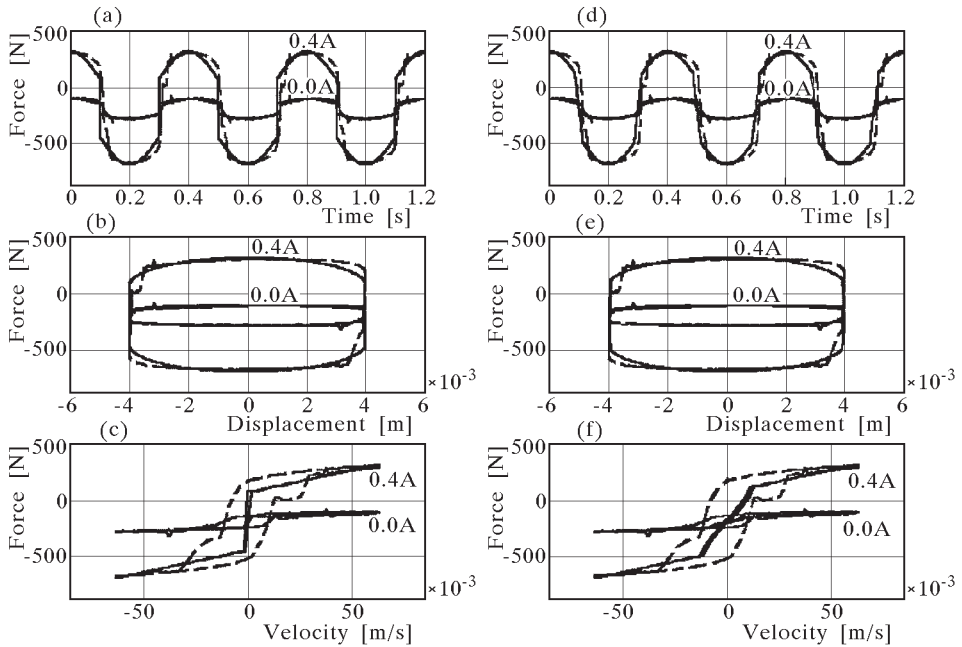 (a)
500
0
-500
Force [N]
0.4A
0.0A
0 0.2 0.4 0.6 0.8 1.0 1.2
Time [s]
(b)
500
0
-500
Force [N]
0.4A
0.0A
×10-3
-6 -4 -2 0 2 4 6
Displacement [m]
(c)
500
0
-500
Force [N]
0.4A
0.0A
×10-3
-50 0 50
Velocity [m/s]
(d)
500
0
-500
Force [N]
0.4A
0.0A
0 0.2 0.4 0.6 0.8 1.0 1.2
Time [s]
(e)
500
0
-500
Force [N]
0.4A
0.0A
×10-3
-6 -4 -2 0 2 4 6
Displacement [m]
(f)
500
0
-500
Force [N]
0.4A
0.0A
×10-3
-50 0 50
Velocity [m/s]